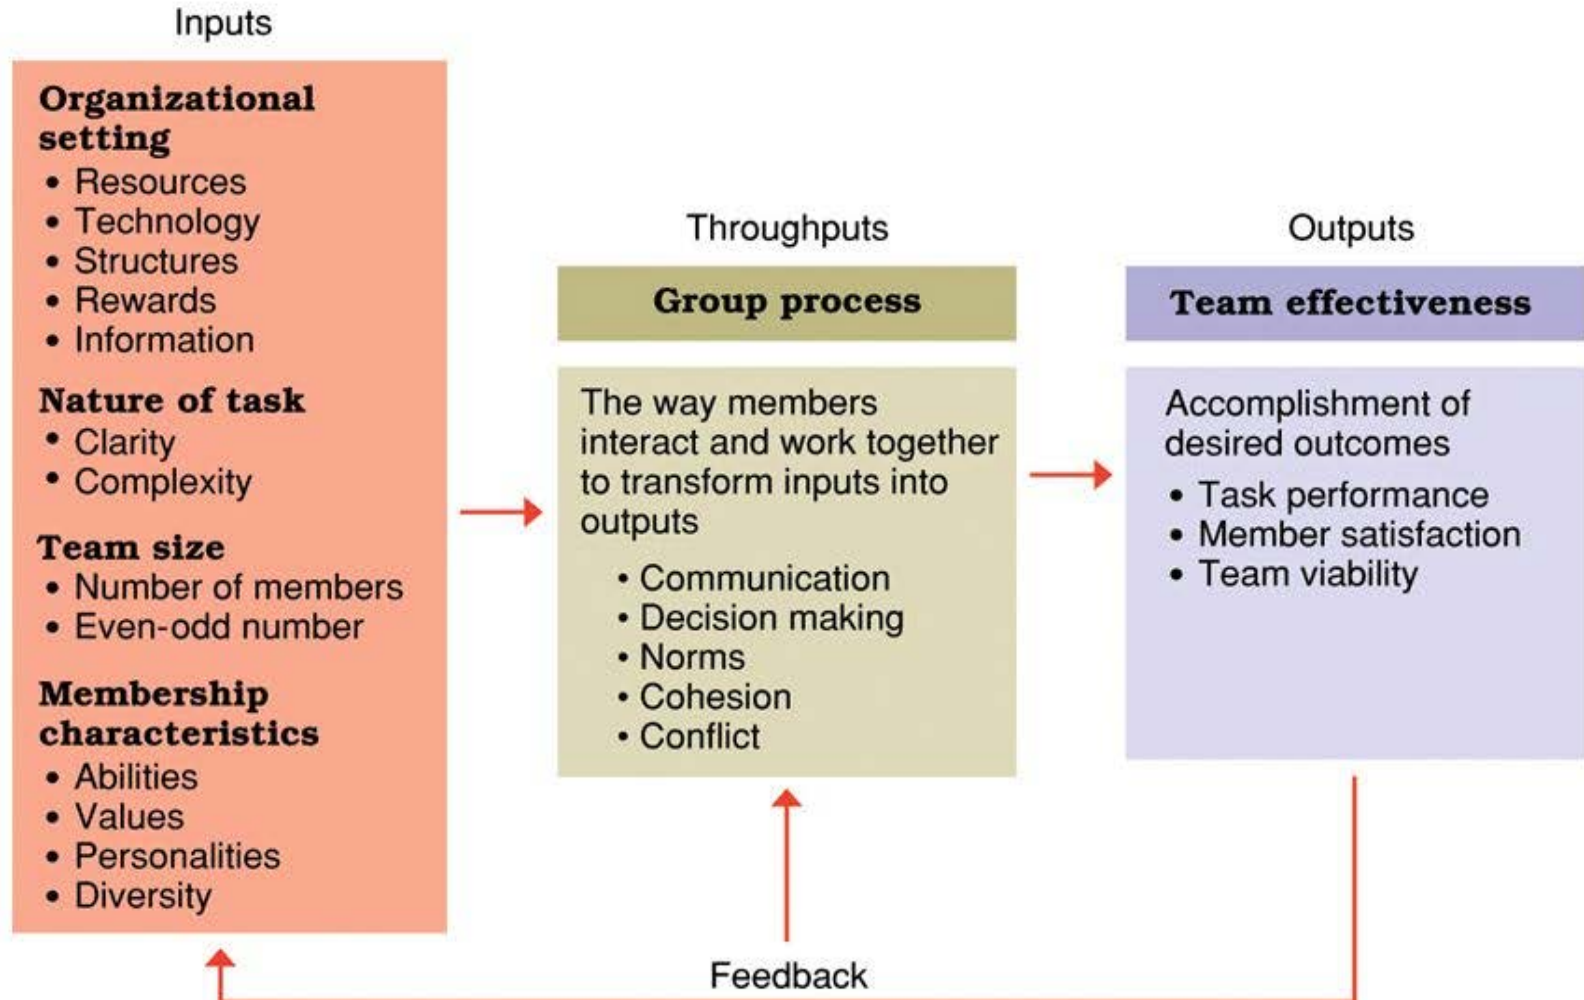 Inputs
Organizational
setting
• Resources
• Technology
• Structures
• Rewards
• Information
Nature of task
• Clarity
• Complexity
Team size
• Number of members
• Even-odd number
Membership
characteristics
• Abilities
• Values
• Personalities
• Diversity
Throughputs
Group process
The way members
interact and work together
to transform inputs into
outputs
• Communication
• Decision making
• Norms
• Cohesion
• Conflict
Outputs
Team effectiveness
Accomplishment of
desired outcomes
• Task performance
• Member satisfaction
• Team viability
Feedback